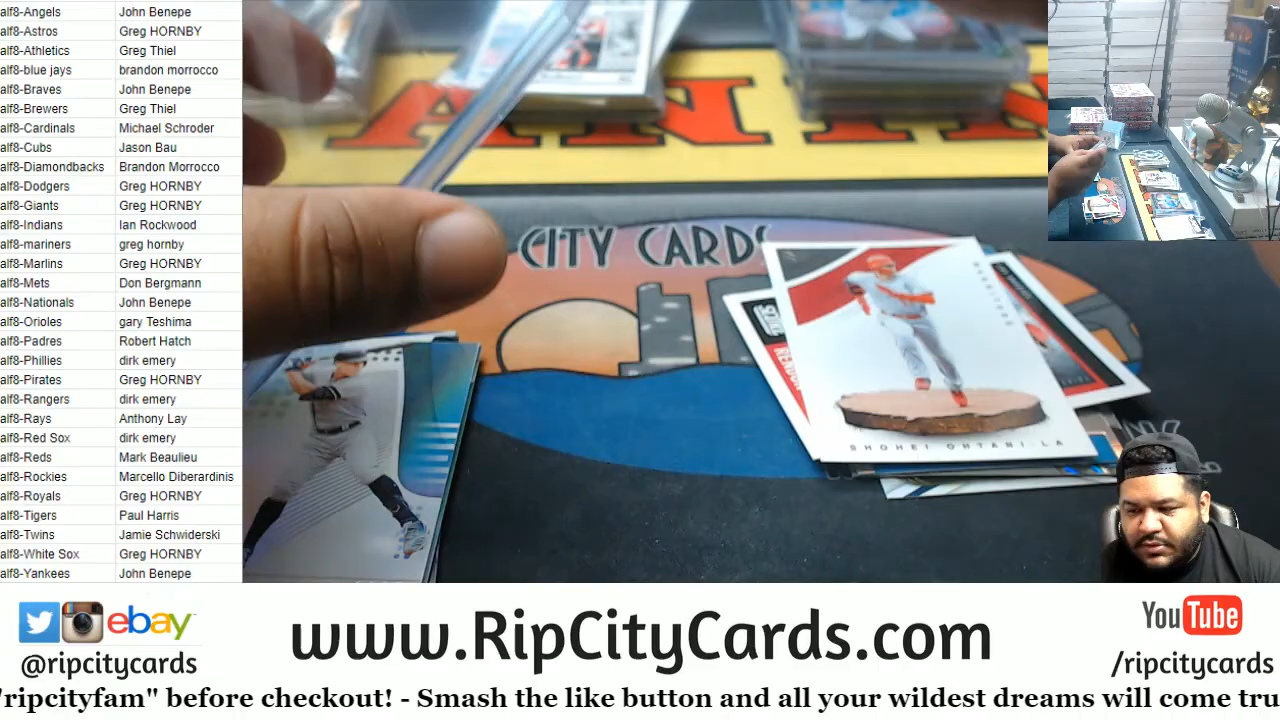 alf8-Angels John Benepe
alf8-Astros Greg HORNBY
alf8-Athletics Greg Thiel
alf8-blue jays brandon morrocco
alf8-Braves John Benepe
alf8-Brewers Greg Thiel
alf8-Cardinals Michael Schroder
alf8-Cubs Jason Bau
alf8-Diamondbacks Brandon Morrocco
alf8-Dodgers Greg HORNBY
alf8-Giants Greg HORNBY
alf8-Indians Ian Rockwood
alf8-mariners greg hornby
alf8-Marlins Greg HORNBY
alf8-Mets Don Bergmann
alf8-Nationals John Benepe
alf8-Orioles gary Teshima
alf8-Padres Robert Hatch
alf8-Phillies dirk emery
alf8-Pirates Greg HORNBY
alf8-Rangers dirk emery
alf8-Rays Anthony Lay
alf8-Red Sox dirk emery
alf8-Reds Mark Beaulieu
alf8-Rockies Marcello Diberardinis
alf8-Royals Greg HORNBY
alf8-Tigers Paul Harris
alf8-Twins Jamie Schwiderski
alf8-White Sox Greg HORNBY
alf8-Yankees John Benepe
CITY CARDS
SHOHEI OHTANI-LA
ebay
@ripcitycards
www.RipCityCards.com
YouTube
/ripcitycards
"ripcityfam" before checkout! - Smash the like button and all your wildest dreams will come tru